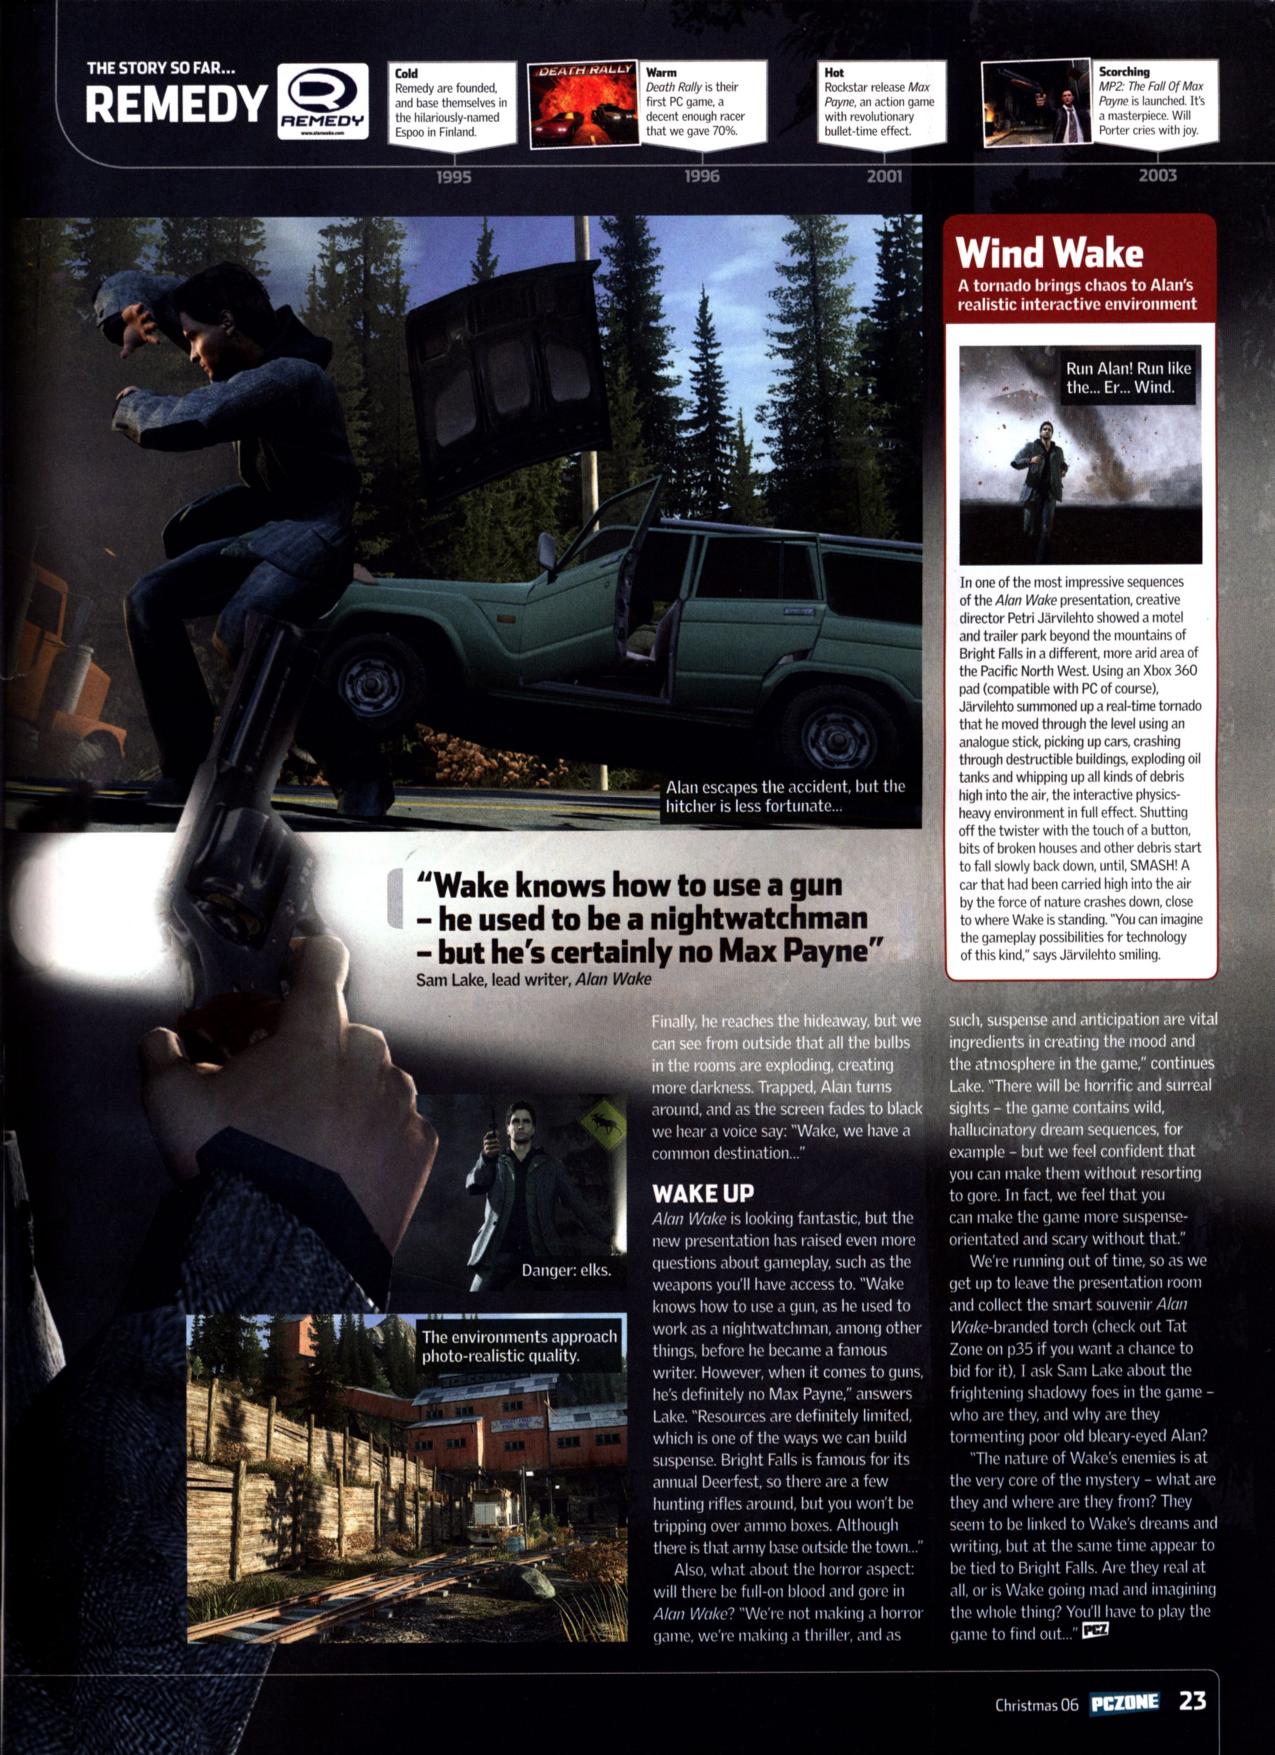 THE STORY SO FAR...
REMEDY
REMEDY
www.alanwake.com
Cold
Remedy are founded,
and base themselves in
the hilariously-named
Espoo in Finland.
1995
DEATH RALLY
Warm
Death Rally is their
first PC game, a
decent enough racer
that we gave 70%.
1996
Hot
Rockstar release Max
Payne, an action game
with revolutionary
bullet-time effect.
2001
Scorching
MP2: The Fall Of Max
Payne is launched. It's
a masterpiece. Will
Porter cries with joy.
2003
Alan escapes the accident, but the
hitcher is less fortunate...
Wind Wake
A tornado brings chaos to Alan's
realistic interactive environment
Run Alan! Run like
the... Er... Wind.
In one of the most impressive sequences
of the Alan Wake presentation, creative
director Petri Järvilehto showed a motel
and trailer park beyond the mountains of
Bright Falls in a different, more arid area of
the Pacific North West. Using an Xbox 360
pad (compatible with PC of course),
Järvilehto summoned up a real-time tornado
that he moved through the level using an
analogue stick, picking up cars, crashing
through destructible buildings, exploding oil
tanks and whipping up all kinds of debris
high into the air, the interactive physics-
heavy environment in full effect. Shutting
off the twister with the touch of a button,
bits of broken houses and other debris start
to fall slowly back down, until, SMASH! A
car that had been carried high into the air
by the force of nature crashes down, close
to where Wake is standing. "You can imagine
the gameplay possibilities for technology
of this kind," says Järvilehto smiling.
"Wake knows how to use a gun
– he used to be a nightwatchman
– but he's certainly no Max Payne"
Sam Lake, lead writer, Alan Wake
Danger: elks.
The environments approach
photo-realistic quality.
Finally, he reaches the hideaway, but we
can see from outside that all the bulbs
in the rooms are exploding, creating
more darkness. Trapped, Alan turns
around, and as the screen fades to black
we hear a voice say: "Wake, we have a
common destination..."
WAKE UP
Alan Wake is looking fantastic, but the
new presentation has raised even more
questions about gameplay, such as the
weapons you'll have access to. "Wake
knows how to use a gun, as he used to
work as a nightwatchman, among other
things, before he became a famous
writer. However, when it comes to guns,
he's definitely no Max Payne," answers
Lake. "Resources are definitely limited,
which is one of the ways we can build
suspense. Bright Falls is famous for its
annual Deerfest, so there are a few
hunting rifles around, but you won't be
tripping over ammo boxes. Although
there is that army base outside the town..."
Also, what about the horror aspect:
will there be full-on blood and gore in
Alan Wake? "We're not making a horror
game, we're making a thriller, and as
such, suspense and anticipation are vital
ingredients in creating the mood and
the atmosphere in the game," continues
Lake. "There will be horrific and surreal
sights – the game contains wild,
hallucinatory dream sequences, for
example – but we feel confident that
you can make them without resorting
to gore. In fact, we feel that you
can make the game more suspense-
orientated and scary without that."
We're running out of time, so as we
get up to leave the presentation room
and collect the smart souvenir Alan
Wake-branded torch (check out Tat
Zone on p35 if you want a chance to
bid for it), I ask Sam Lake about the
frightening shadowy foes in the game –
who are they, and why are they
tormenting poor old bleary-eyed Alan?
"The nature of Wake's enemies is at
the very core of the mystery – what are
they and where are they from? They
seem to be linked to Wake's dreams and
writing, but at the same time appear to
be tied to Bright Falls. Are they real at
all, or is Wake going mad and imagining
the whole thing? You'll have to play the
game to find out..." PCZ
Christmas 06 PCZONE 23